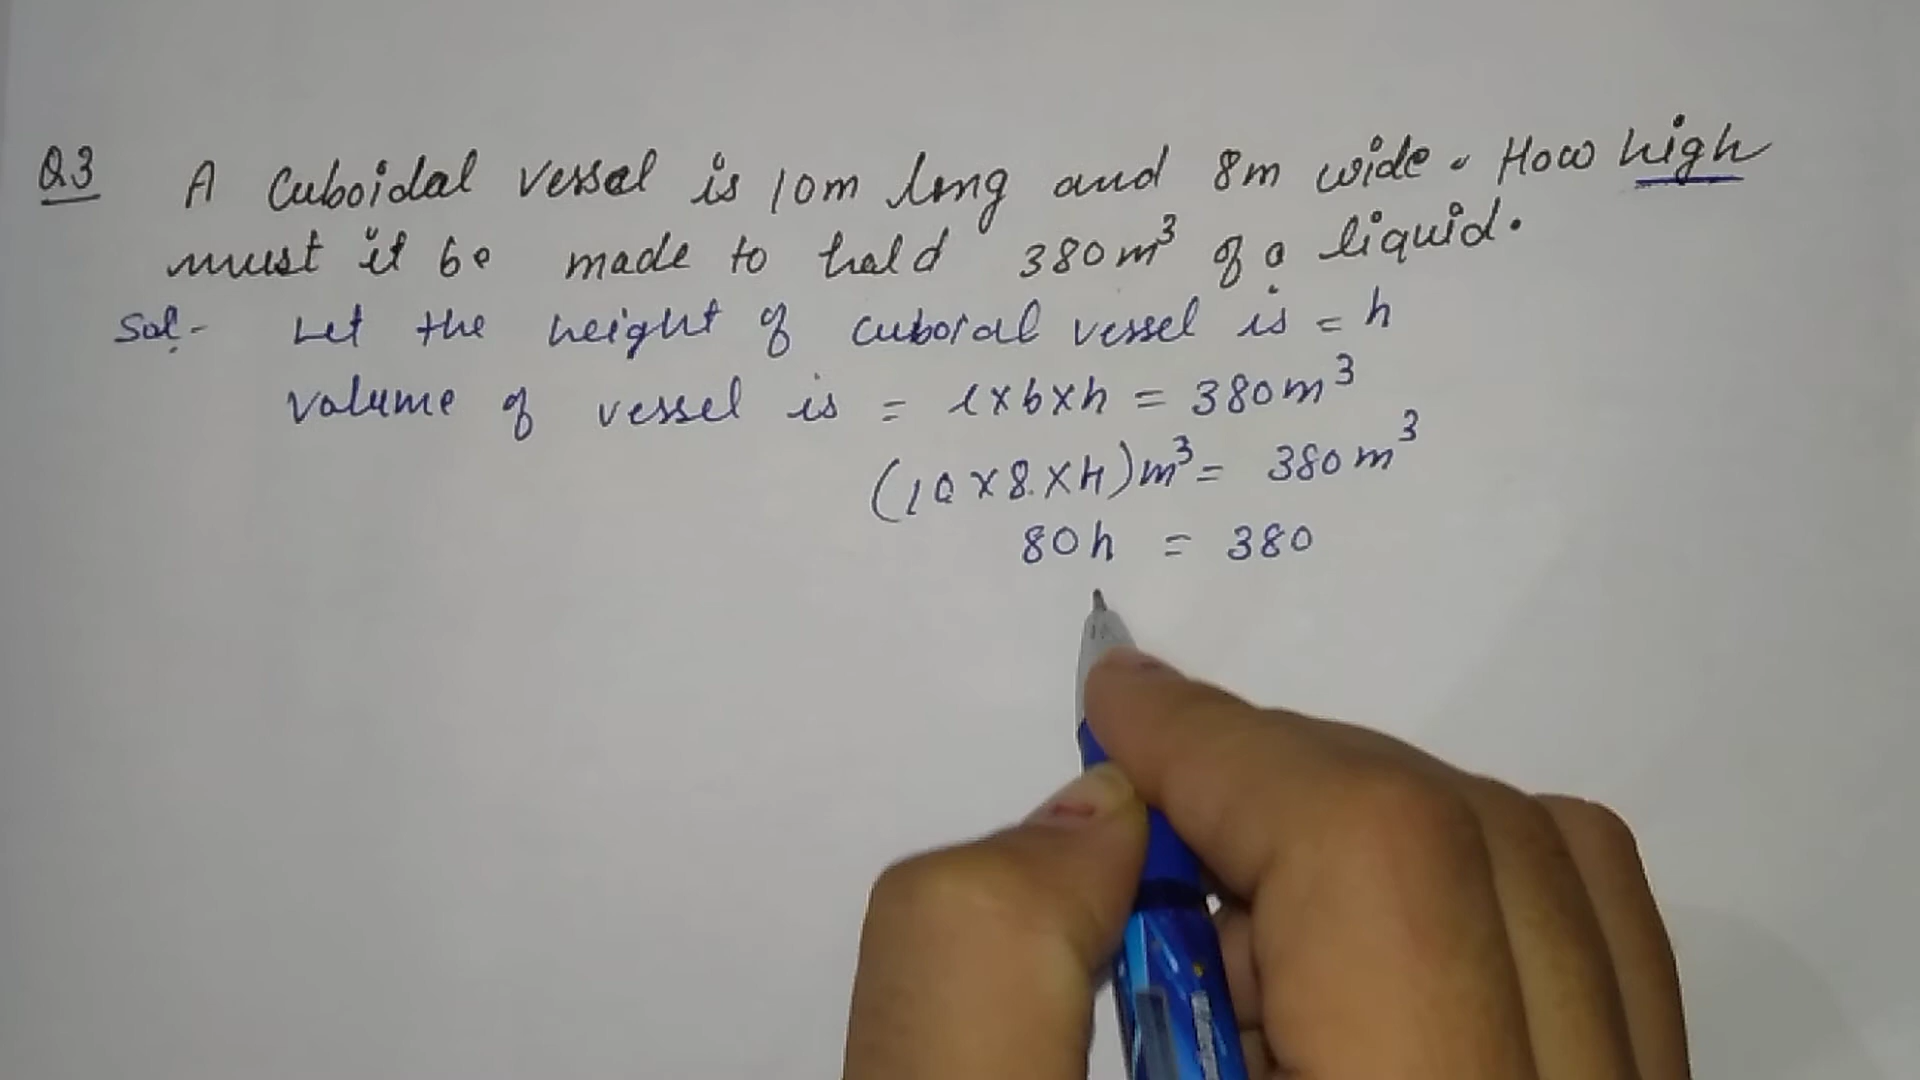 Q3 A Cuboidal vessel is 10m long and 8m wide. How high
must it be made to hold 380m³ of a liquid.
Sol- Let the height of cuboial vessel is = h
Volume of vessel is = l×b×h = 380m³
(10×8×h)m³ = 380m³
80h = 380